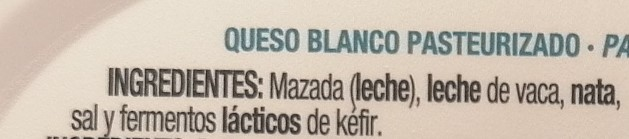 QUESO BLANCO PASTEURIZADO · PA
INGREDIENTES: Mazada (leche), leche de vaca, nata,
sal y fermentos lácticos de kéfir.